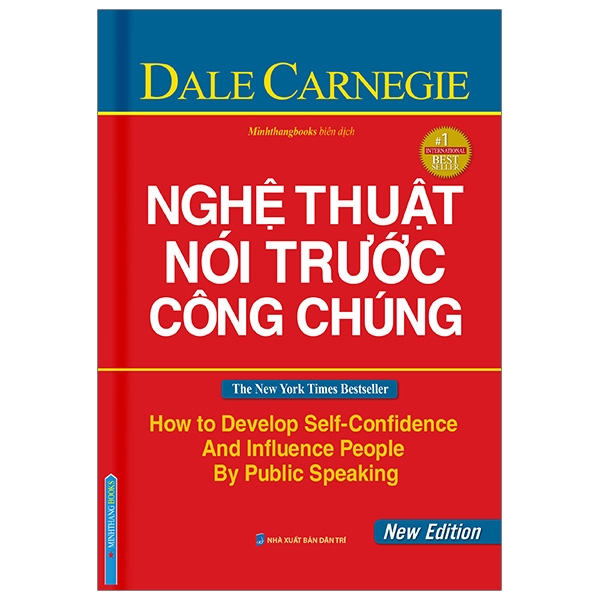 DALE CARNEGIE
Minhthangbooks biên dịch
#1
INTERNATIONAL
BEST
SELLER
NGHỆ THUẬT
NÓI TRƯỚC
CÔNG CHÚNG
The New York Times Bestseller
How to Develop Self-Confidence
And Influence People
By Public Speaking
MINHTHANG BOOKS
NHÀ XUẤT BẢN DÂN TRÍ
New Edition